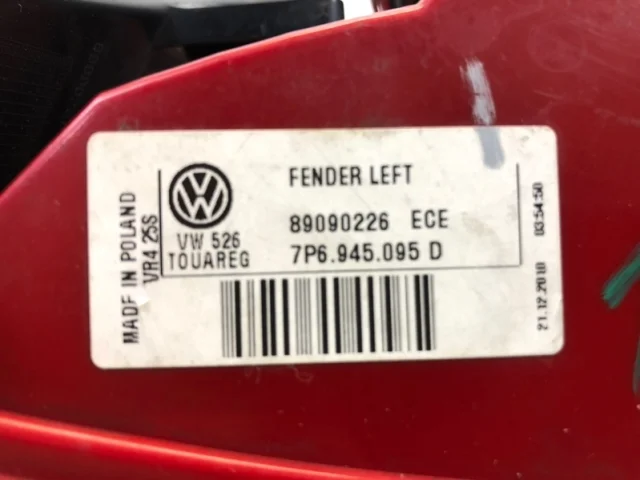 FENDER LEFT
89090226 ECE
7P6.945.095 D
VW 526
TOUAREG
MADE IN POLAND
VR4 25S
21.12.2010 03:54:50